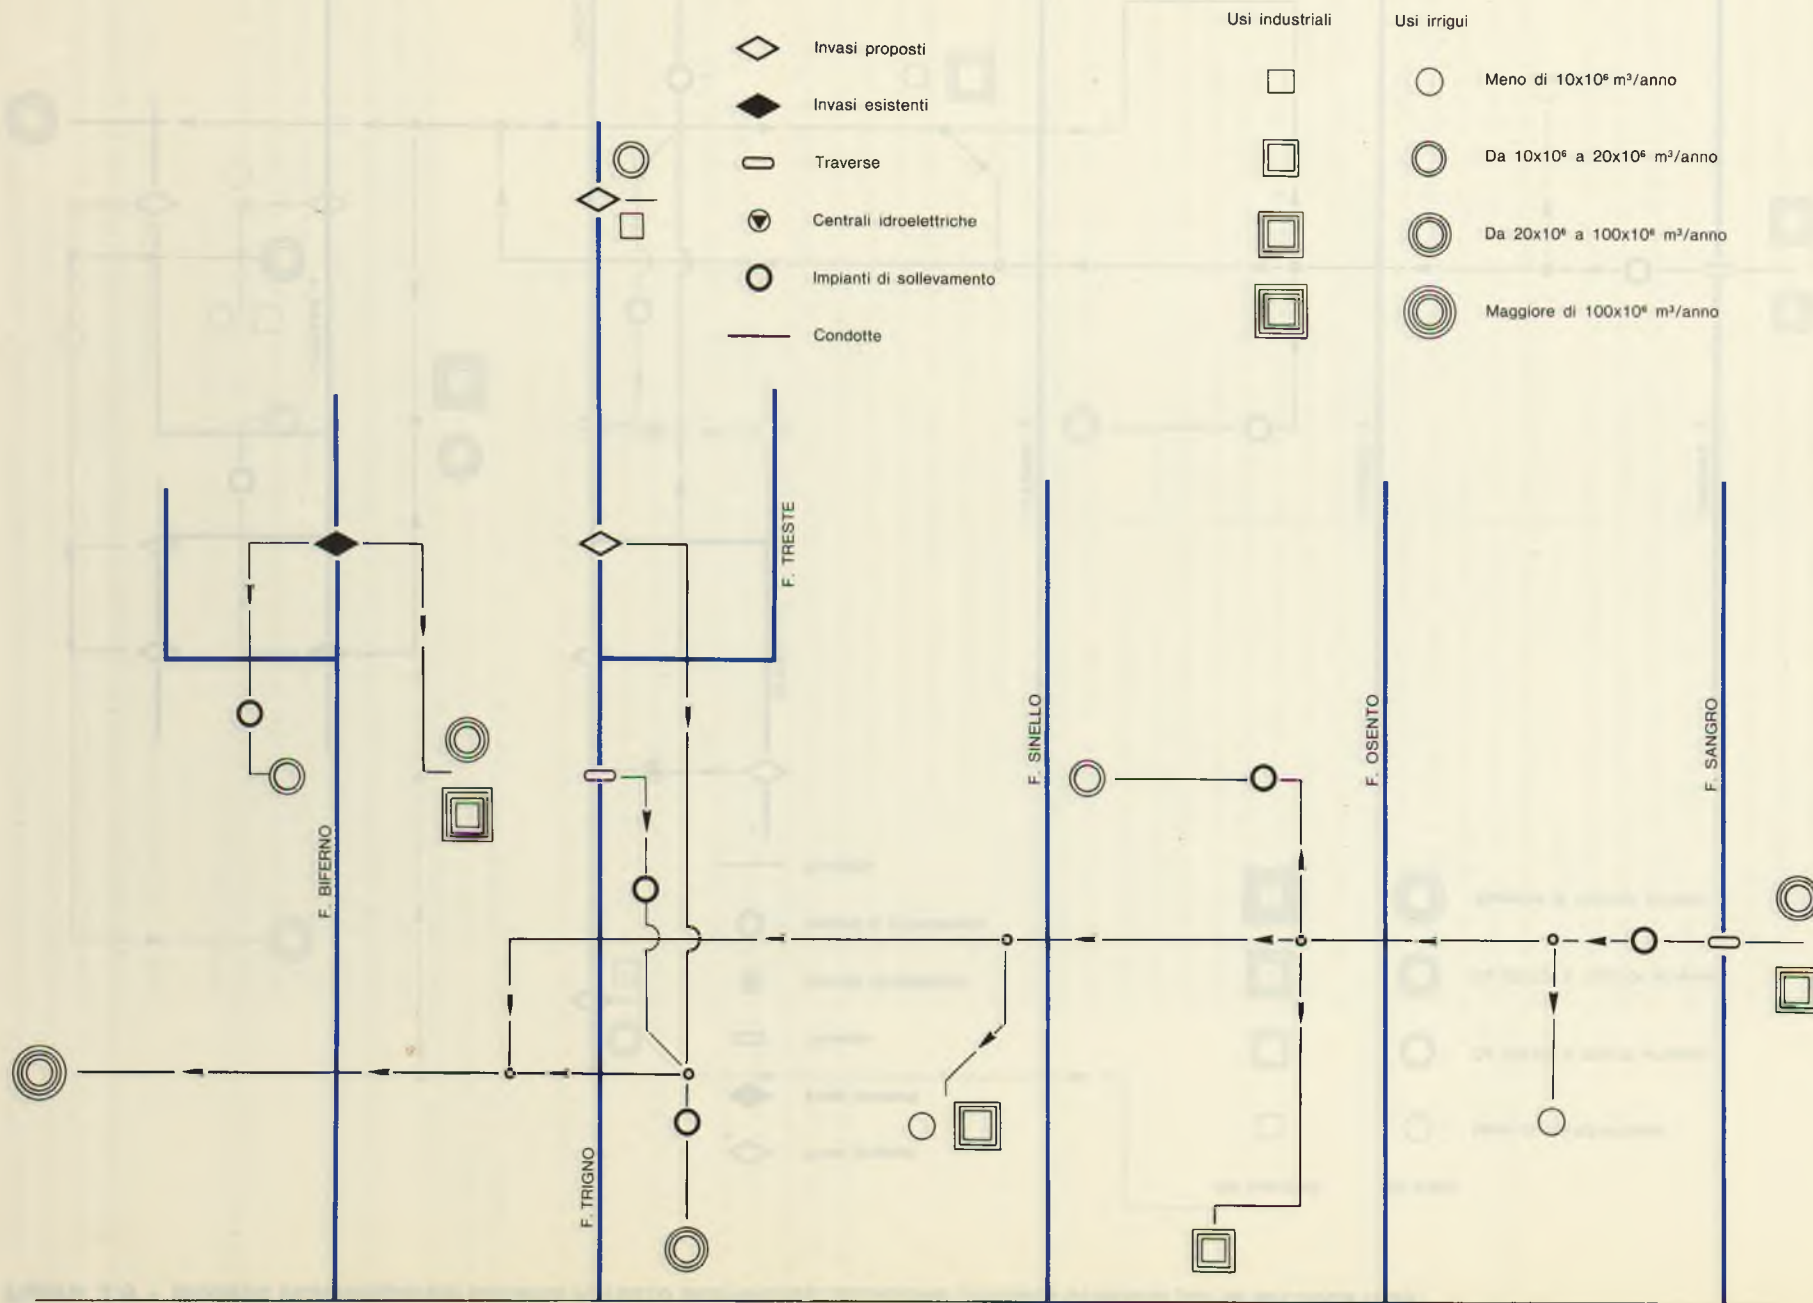 Invasi proposti
Invasi esistenti
Traverse
Centrali idroelettriche
Impianti di sollevamento
Condotte
Usi industriali
Usi irrigui
Meno di 10x10⁶ m³/anno
Da 10x10⁶ a 20x10⁶ m³/anno
Da 20x10⁶ a 100x10⁶ m³/anno
Maggiore di 100x10⁶ m³/anno
F. TRESTE
F. BIFERNO
F. TRIGNO
F. SINELLO
F. OSENTO
F. SANGRO